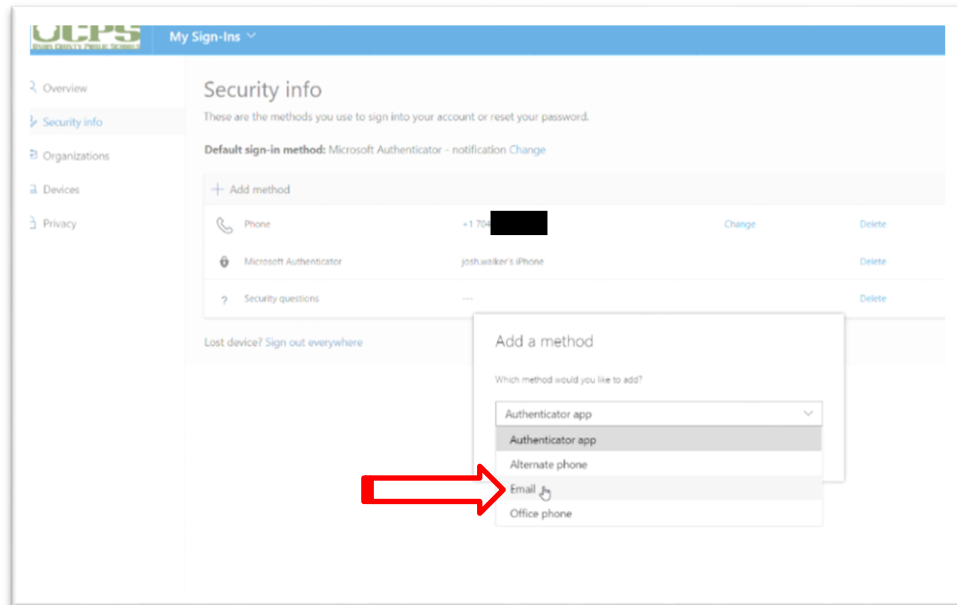 UCPS
My Sign-Ins
Overview
Security info
Organizations
Devices
Privacy
Security info
These are the methods you use to sign into your account or reset your password.
Default sign-in method: Microsoft Authenticator - notification Change
+ Add method
Phone +1 704 Change Delete
Microsoft Authenticator josh.walker's iPhone Delete
? Security questions --- Delete
Lost device? Sign out everywhere
Add a method
Which method would you like to add?
Authenticator app
Authenticator app
Alternate phone
Email
Office phone